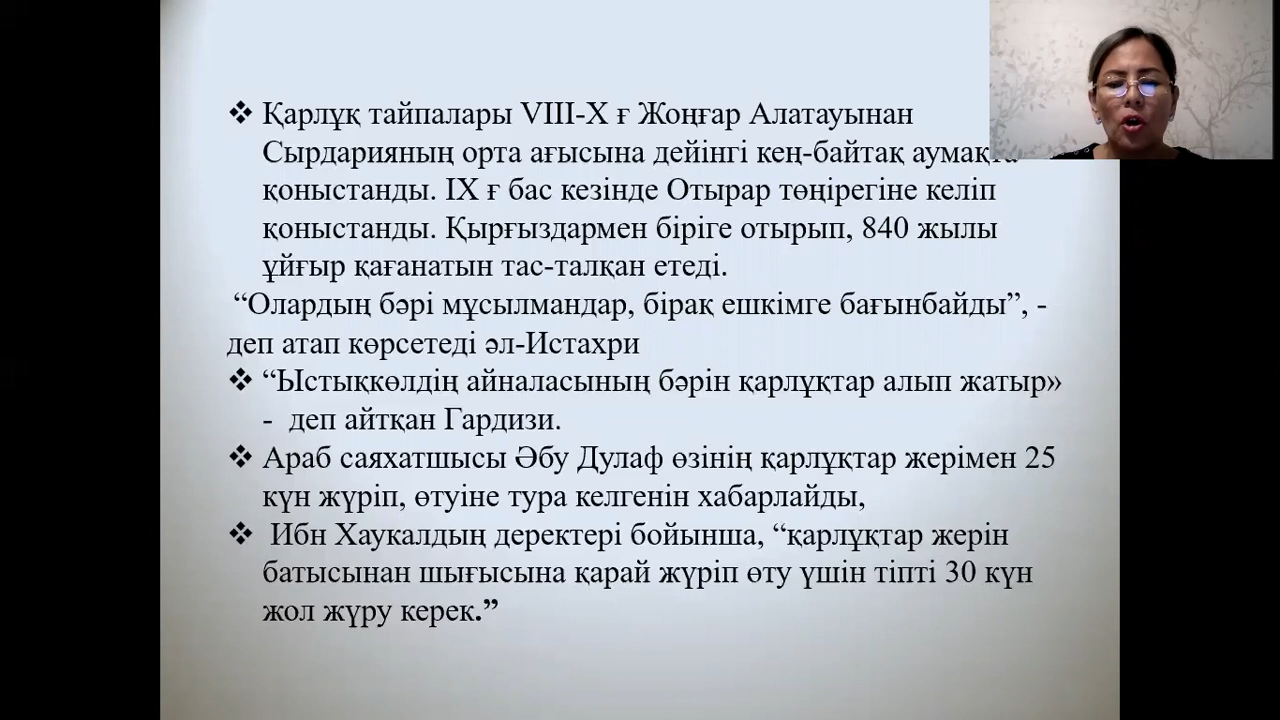 ❖ Қарлұқ тайпалары VIII-X ғ Жоңғар Алатауынан
Сырдарияның орта ағысына дейінгі кең-байтақ
қоныстанды. IX ғ бас кезінде Отырар төңірегіне келіп
қоныстанды. Қырғыздармен біріге отырып, 840 жылы
ұйғыр қағанатын тас-талқан етеді.
“Олардың бәрі мұсылмандар, бірақ ешкімге бағынбайды”, -
деп атап көрсетеді әл-Истахри
❖ “Ыстықкөлдің айналасының бәрін қарлұқтар алып жатыр»
- деп айтқан Гардизи.
❖ Араб саяхатшысы Әбу Дулаф өзінің қарлұқтар жерімен 25
күн жүріп, өтуіне тура келгенін хабарлайды,
❖ Ибн Хаукалдың деректері бойынша, “қарлұқтар жерін
батысынан шығысына қарай жүріп өту үшін тіпті 30 күн
жол жүру керек.”